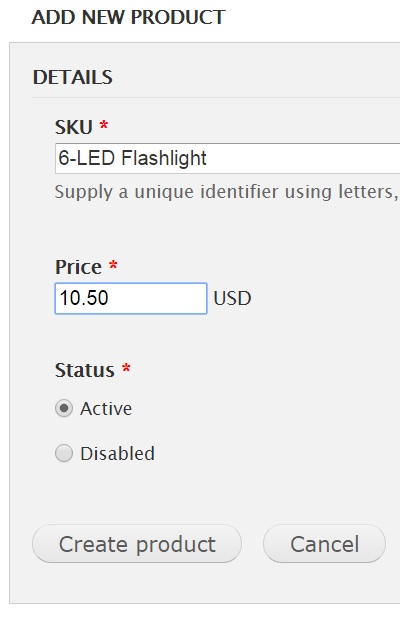 ADD NEW PRODUCT
DETAILS
SKU *
6-LED Flashlight
Supply a unique identifier using letters,
Price *
10.50 USD
Status *
Active
Disabled
Create product Cancel